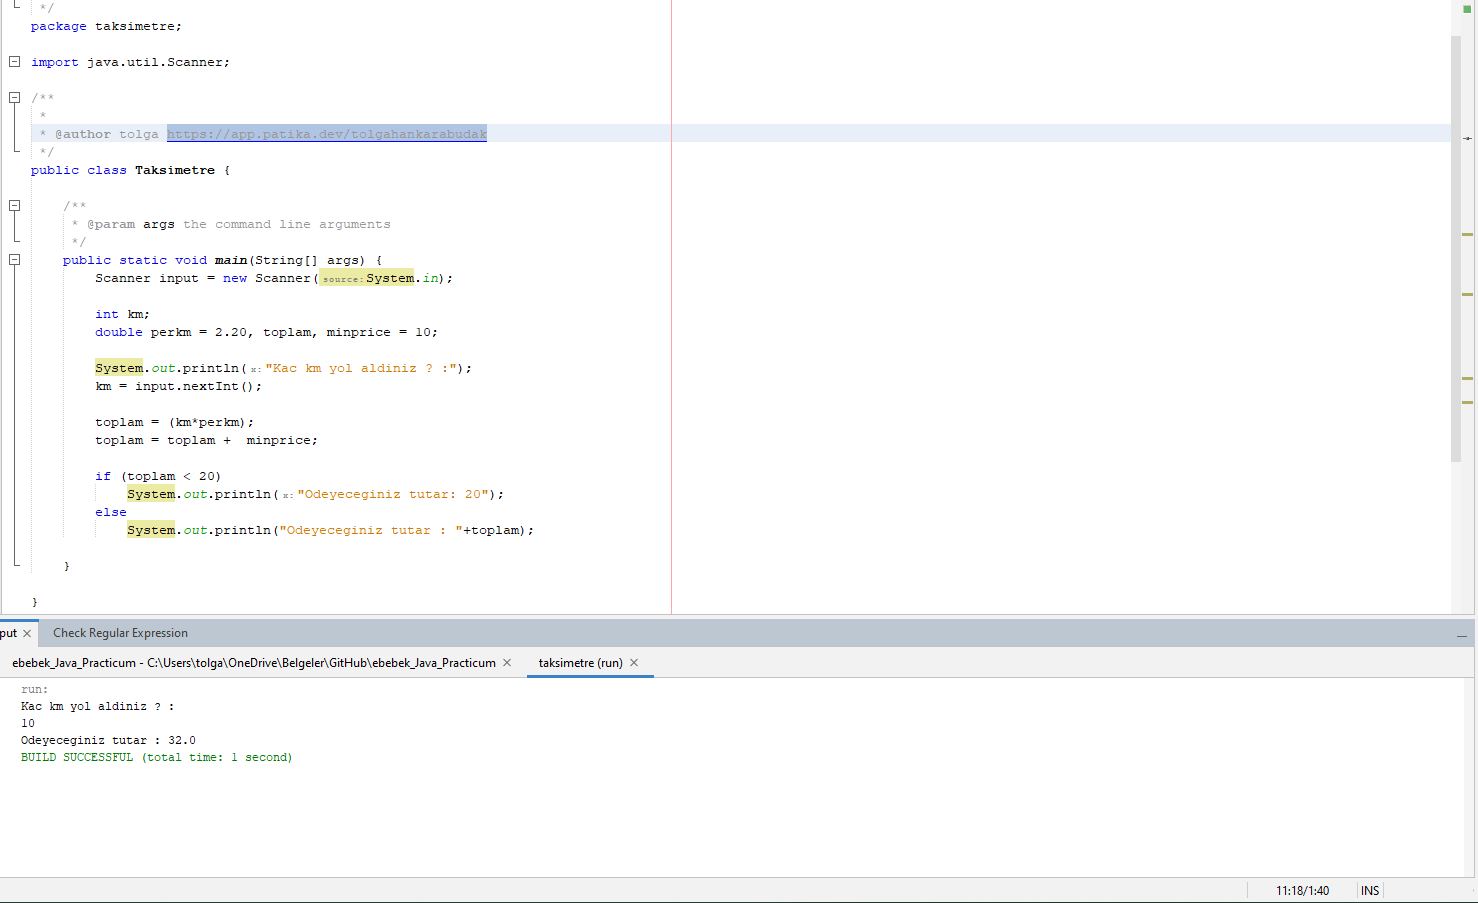 */
package taksimetre;
import java.util.Scanner;
/**
*
* @author tolga https://app.patika.dev/tolgahankarabudak
*/
public class Taksimetre {
/**
* @param args the command line arguments
*/
public static void main(String[] args) {
Scanner input = new Scanner( source: System.in);
int km;
double perkm = 2.20, toplam, minprice = 10;
System.out.println( x: "Kac km yol aldiniz ? :");
km = input.nextInt();
toplam = (km*perkm);
toplam = toplam +  minprice;
if (toplam < 20)
System.out.println( x: "Odeyeceginiz tutar: 20");
else
System.out.println("Odeyeceginiz tutar : "+toplam);
}
}
put × Check Regular Expression
ebebek_Java_Practicum - C:\Users\tolga\OneDrive\Belgeler\GitHub\ebebek_Java_Practicum × taksimetre (run) ×
run:
Kac km yol aldiniz ? :
10
Odeyeceginiz tutar : 32.0
BUILD SUCCESSFUL (total time: 1 second)
11:18/1:40 INS